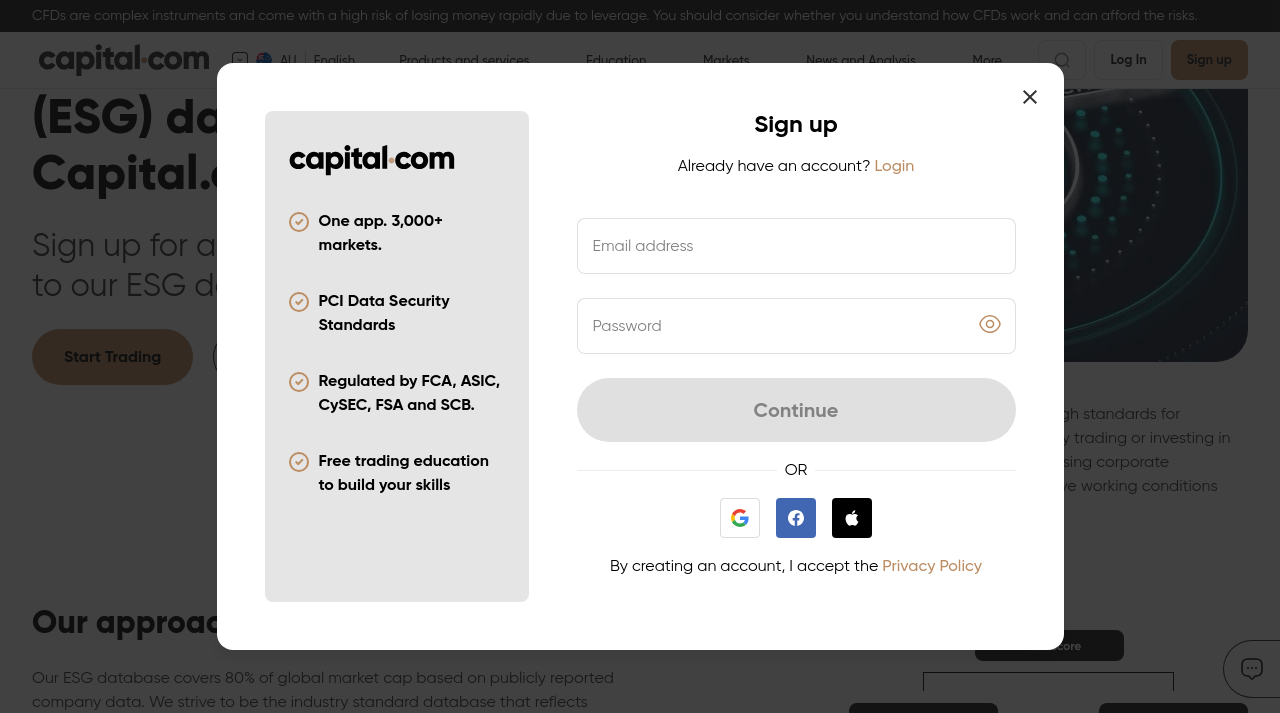 CFDs are complex instruments and come with a high risk of losing money rapidly due to leverage. You should consider whether you understand how CFDs work and can afford the risks.
capital.com
AU
English
Products and services
Education
Markets
News and Analysis
More
Log In
Sign up
(ESG)
Capital.
Sign up for a
to our ESG
Start Trading
capital.com
One app. 3,000+
markets.
PCI Data Security
Standards
Regulated by FCA, ASIC,
CySEC, FSA and SCB.
Free trading education
to build your skills
Sign up
Already have an account? Login
Email address
Password
Continue
OR
By creating an account, I accept the Privacy Policy
standards for
trading or investing in
corporate
working conditions
Our
Our ESG database covers 80% of global market cap based on publicly reported
company data. We strive to be the industry standard database that reflects